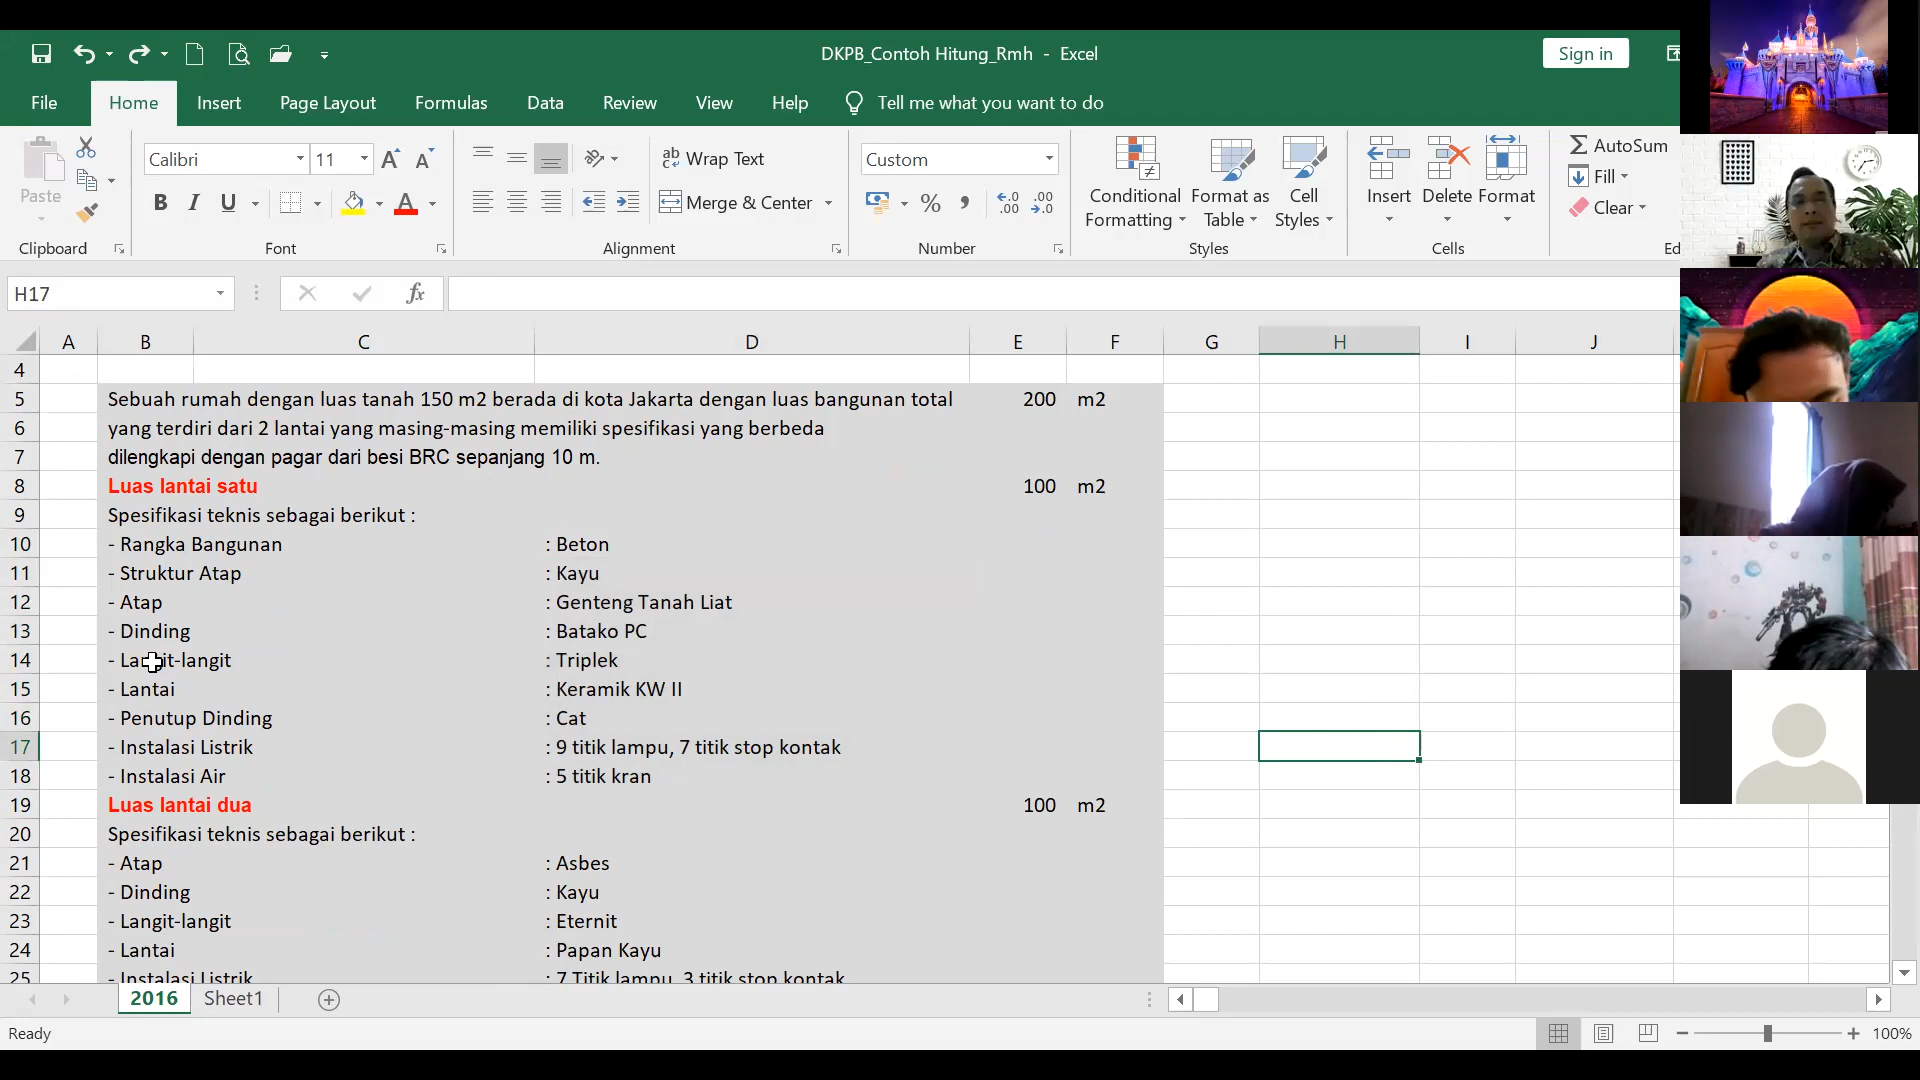 DKPB_Contoh Hitung_Rmh - Excel
Sign in
File Home Insert Page Layout Formulas Data Review View Help Tell me what you want to do
Paste
Clipboard
Calibri 11
B I U
Font
Wrap Text
Merge & Center
Alignment
Custom
Number
Conditional Formatting
Format as Table
Cell Styles
Styles
Insert Delete Format
Cells
AutoSum
Fill
Clear
Ed
H17
fx
A B C D E F G H I J
4
5 Sebuah rumah dengan luas tanah 150 m2 berada di kota Jakarta dengan luas bangunan total 200 m2
6 yang terdiri dari 2 lantai yang masing-masing memiliki spesifikasi yang berbeda
7 dilengkapi dengan pagar dari besi BRC sepanjang 10 m.
8 Luas lantai satu 100 m2
9 Spesifikasi teknis sebagai berikut :
10 - Rangka Bangunan : Beton
11 - Struktur Atap : Kayu
12 - Atap : Genteng Tanah Liat
13 - Dinding : Batako PC
14 - Langit-langit : Triplek
15 - Lantai : Keramik KW II
16 - Penutup Dinding : Cat
17 - Instalasi Listrik : 9 titik lampu, 7 titik stop kontak
18 - Instalasi Air : 5 titik kran
19 Luas lantai dua 100 m2
20 Spesifikasi teknis sebagai berikut :
21 - Atap : Asbes
22 - Dinding : Kayu
23 - Langit-langit : Eternit
24 - Lantai : Papan Kayu
25 - Instalasi Listrik : 7 Titik lampu, 3 titik stop kontak
2016 Sheet1
Ready
100%